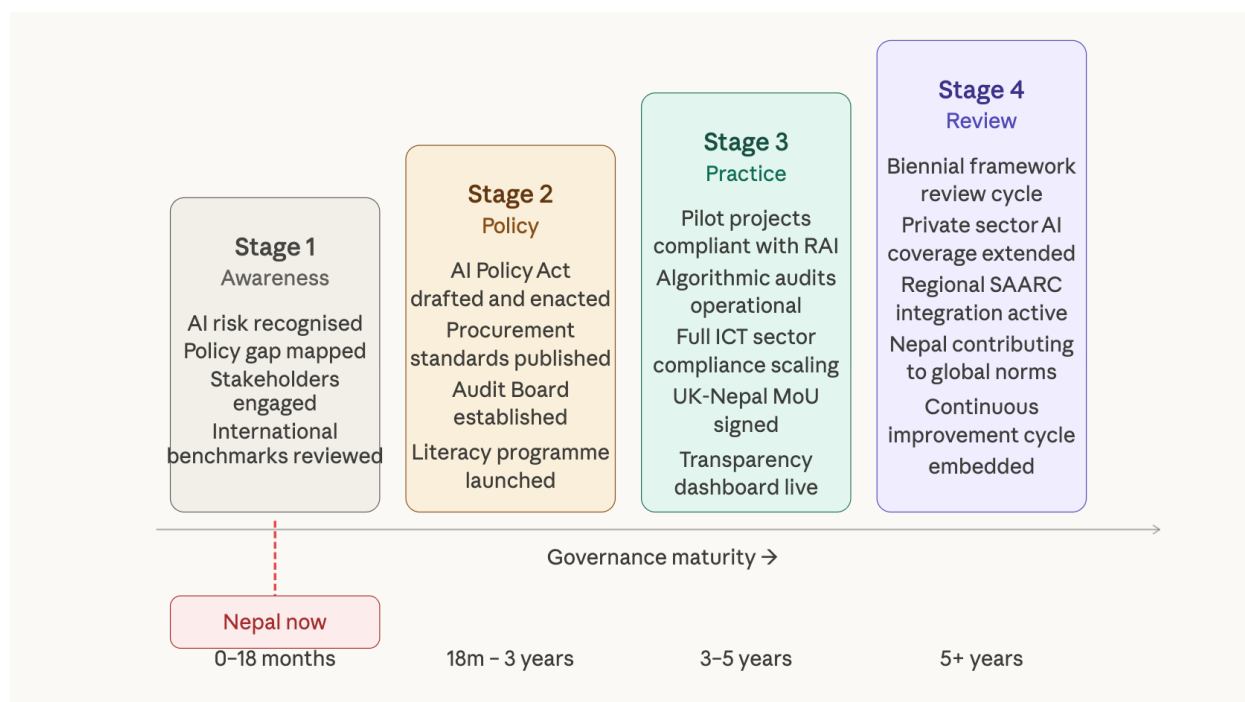 Stage 1
Awareness
AI risk recognised
Policy gap mapped
Stakeholders
engaged
International
benchmarks reviewed
Stage 2
Policy
AI Policy Act
drafted and enacted
Procurement
standards published
Audit Board
established
Literacy programme
launched
Stage 3
Practice
Pilot projects
compliant with RAI
Algorithmic audits
operational
Full ICT sector
compliance scaling
UK-Nepal MoU
signed
Transparency
dashboard live
Stage 4
Review
Biennial framework
review cycle
Private sector AI
coverage extended
Regional SAARC
integration active
Nepal contributing
to global norms
Continuous
improvement cycle
embedded
Governance maturity →
Nepal now
0–18 months
18m – 3 years
3–5 years
5+ years